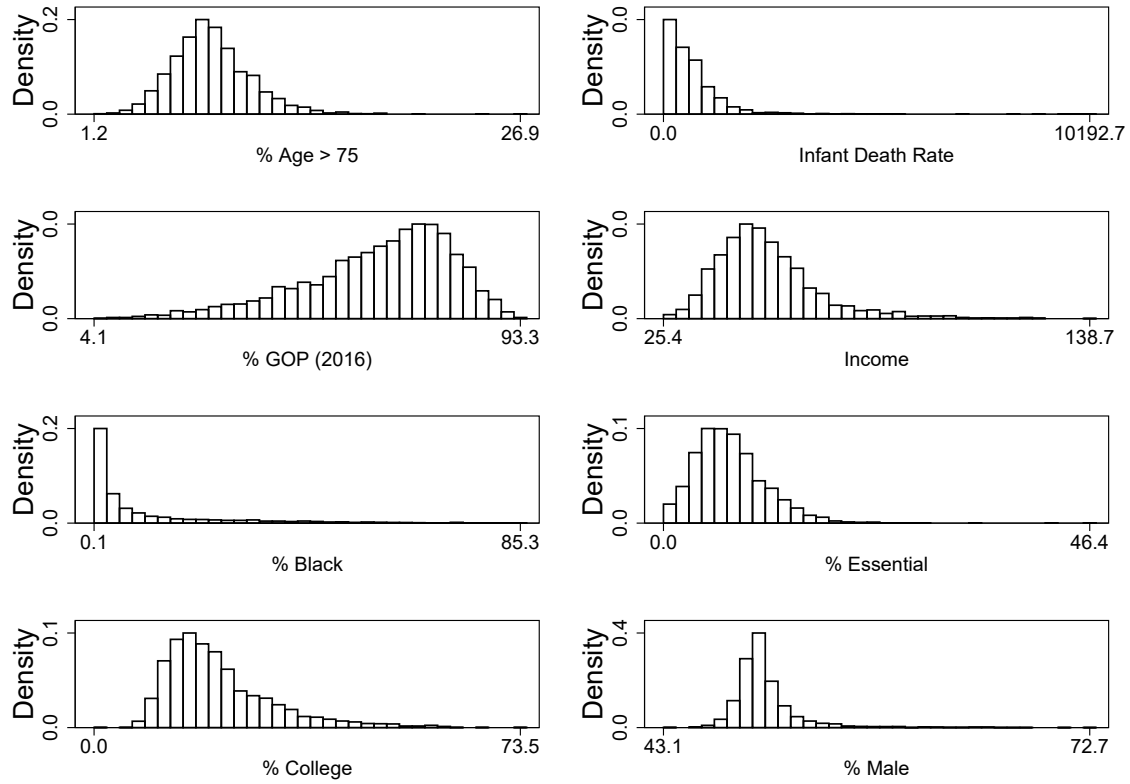 Density
0.2
0.0
1.2
26.9
% Age > 75
Density
0.0
0.0
0.0
10192.7
Infant Death Rate
Density
0.0
0.0
4.1
93.3
% GOP (2016)
Density
0.0
0.0
25.4
138.7
Income
Density
0.2
0.0
0.1
85.3
% Black
Density
0.1
0.0
0.0
46.4
% Essential
Density
0.1
0.0
0.0
73.5
% College
Density
0.4
0.0
43.1
72.7
% Male